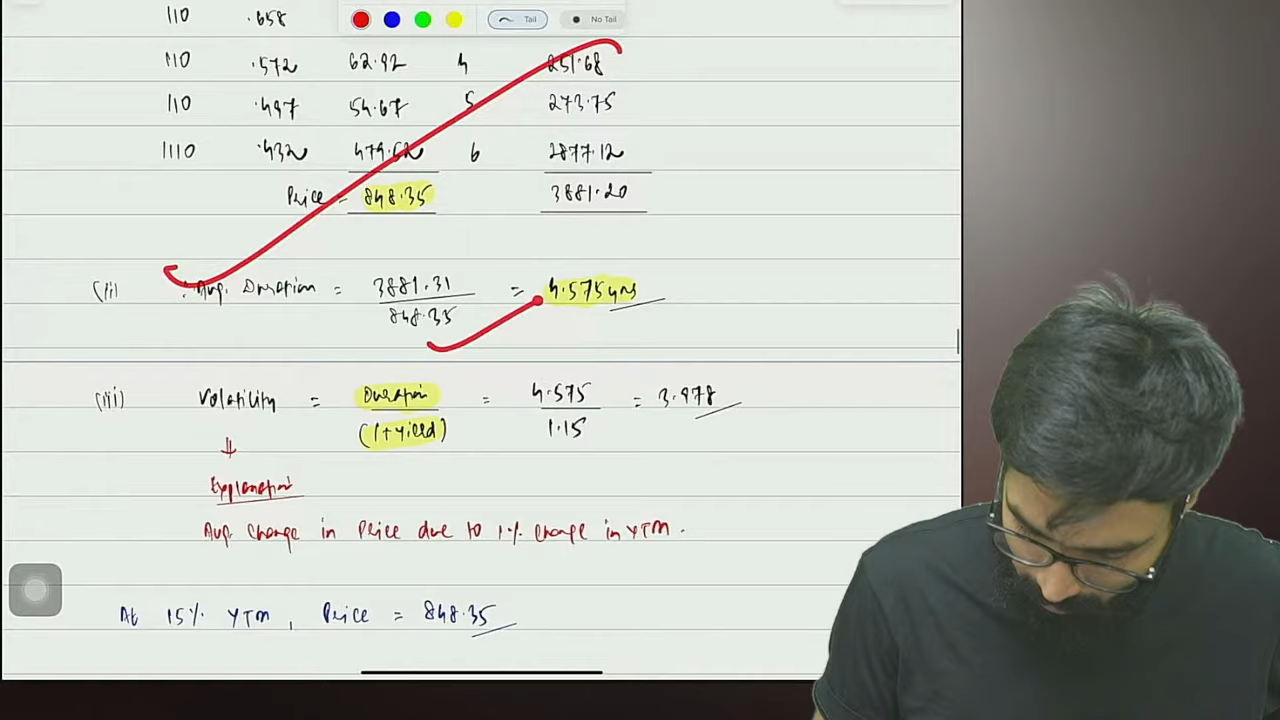 110 .658
Tail No Tail
110 .572 62.92 4 251.68
110 .497 54.67 5 273.75
1110 .432 479.52 6 2877.12
Price = 848.35 3881.20
(ii) : Avg. Duration = 3881.31 / 848.35 = 4.575 yrs
(iii) Volatility = Duration / (1+yield) = 4.575 / 1.15 = 3.978
↓
Explanation
Avg. Change in Price due to 1% Change in YTM.
At 15% YTM, Price = 848.35